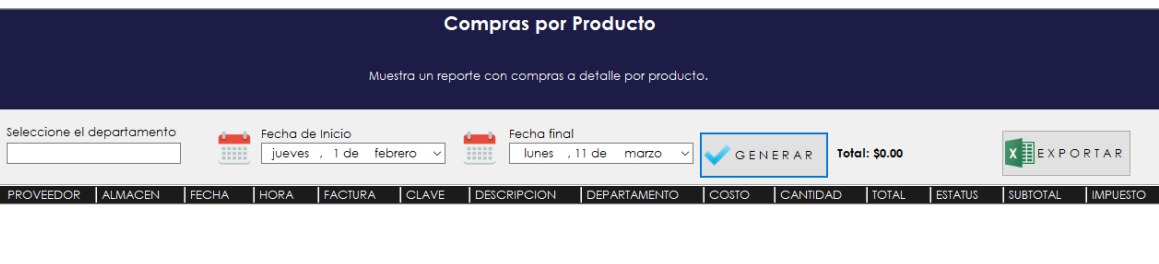 Compras por Producto
Muestra un reporte con compras a detalle por producto.
Seleccione el departamento
Fecha de Inicio
jueves , 1 de febrero
Fecha final
lunes , 11 de marzo
GENERAR
Total: $0.00
X EXPORTAR
PROVEEDOR ALMACEN FECHA HORA FACTURA CLAVE DESCRIPCION DEPARTAMENTO COSTO CANTIDAD TOTAL ESTATUS SUBTOTAL IMPUESTO